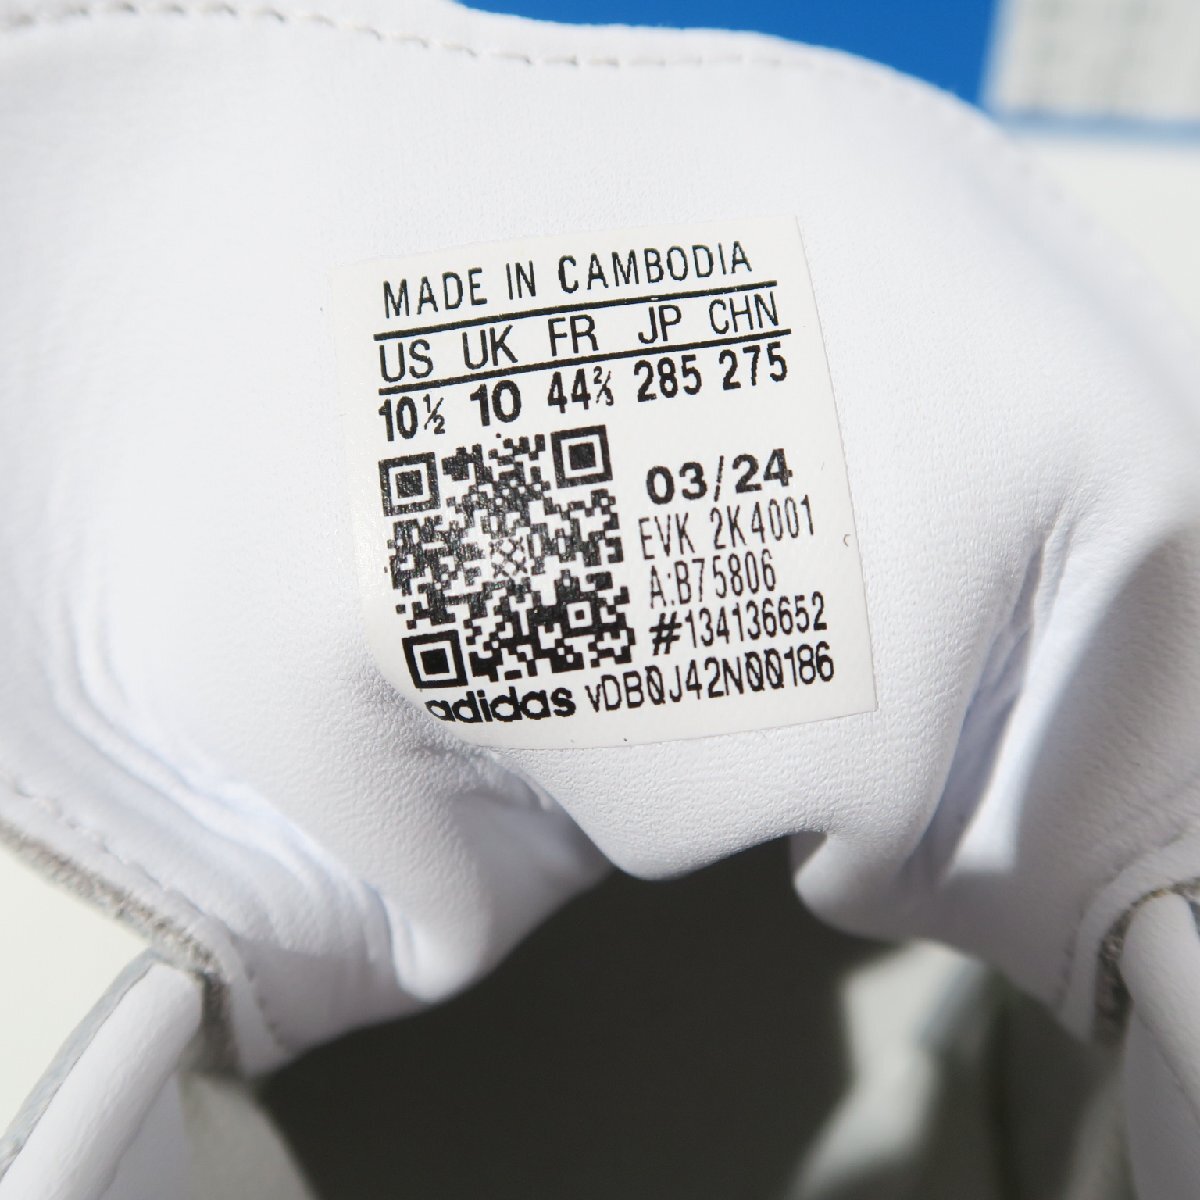 MADE IN CAMBODIA
US UK FR JP CHN
10½ 10 44⅔ 285 275
03/24
EVK 2K4001
A:B75806
#134136652
adidas vDB0J42N00186